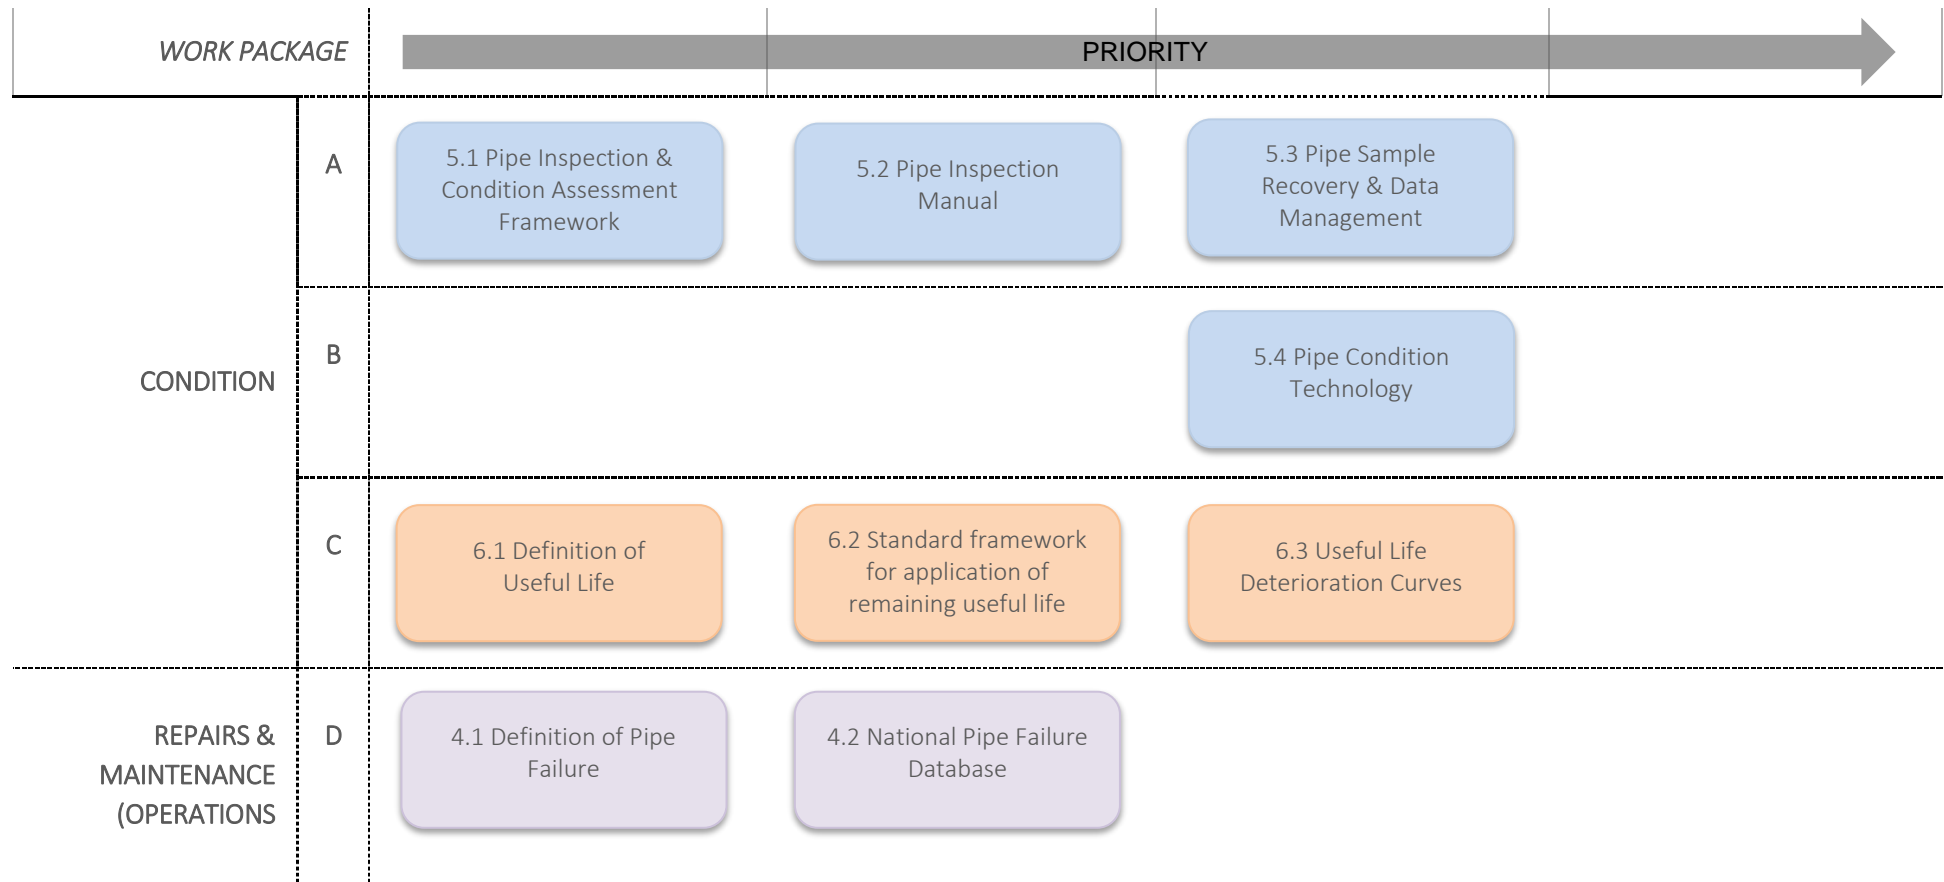 WORK PACKAGE
PRIORITY
A
5.1 Pipe Inspection &
Condition Assessment
Framework
5.2 Pipe Inspection
Manual
5.3 Pipe Sample
Recovery & Data
Management
CONDITION
B
5.4 Pipe Condition
Technology
C
6.1 Definition of
Useful Life
6.2 Standard framework
for application of
remaining useful life
6.3 Useful Life
Deterioration Curves
REPAIRS &
MAINTENANCE
(OPERATIONS
D
4.1 Definition of Pipe
Failure
4.2 National Pipe Failure
Database